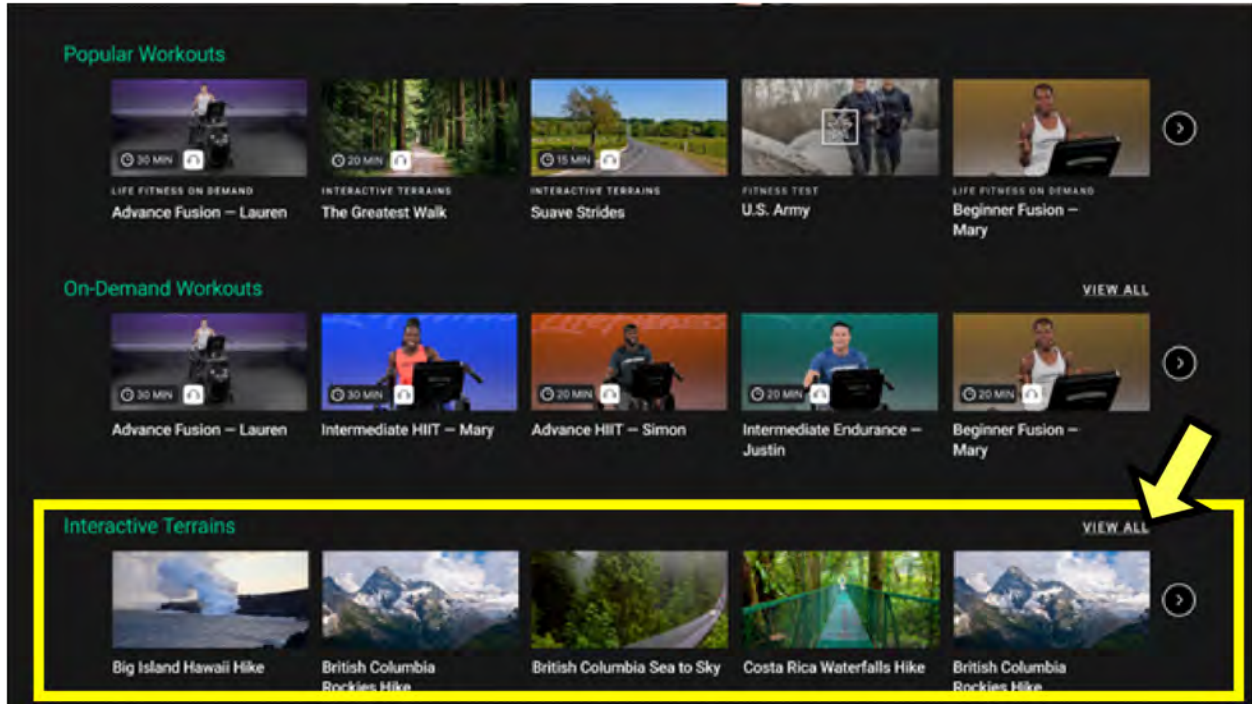 Popular Workouts
30 MIN
20 MIN
15 MIN
LIFE FITNESS ON DEMAND
INTERACTIVE TERRAINS
INTERACTIVE TERRAINS
FITNESS TEST
LIFE FITNESS ON DEMAND
Advance Fusion — Lauren
The Greatest Walk
Suave Strides
U.S. Army
Beginner Fusion —
Mary
On-Demand Workouts
VIEW ALL
30 MIN
30 MIN
20 MIN
20 MIN
20 MIN
Advance Fusion — Lauren
Intermediate HIIT — Mary
Advance HIIT — Simon
Intermediate Endurance —
Justin
Beginner Fusion —
Mary
Interactive Terrains
VIEW ALL
Big Island Hawaii Hike
British Columbia
Rockies Hike
British Columbia Sea to Sky
Costa Rica Waterfalls Hike
British Columbia
Rockies Hike